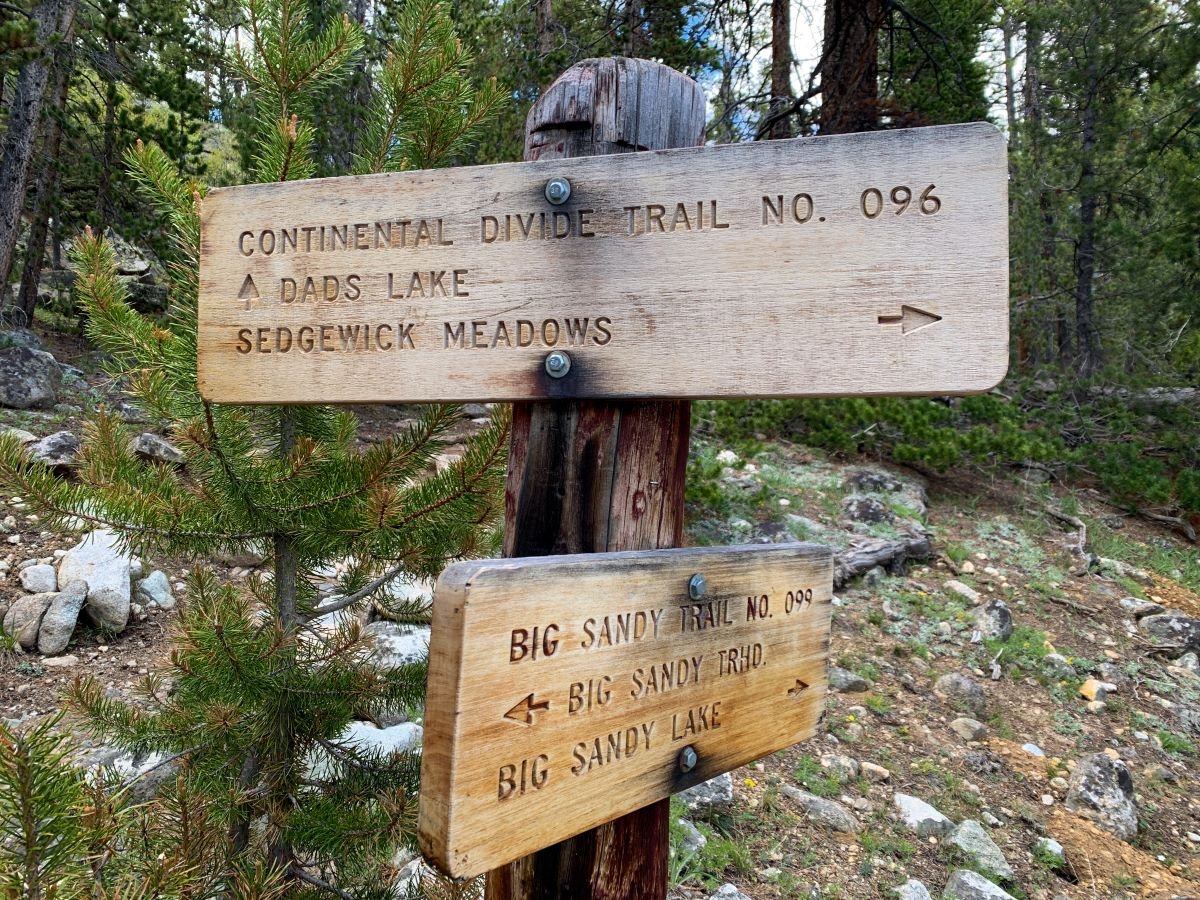 CONTINENTAL DIVIDE TRAIL NO. 096
↑ DADS LAKE
SEDGEWICK MEADOWS →
BIG SANDY TRAIL NO. 099
← BIG SANDY TRHD.
BIG SANDY LAKE →